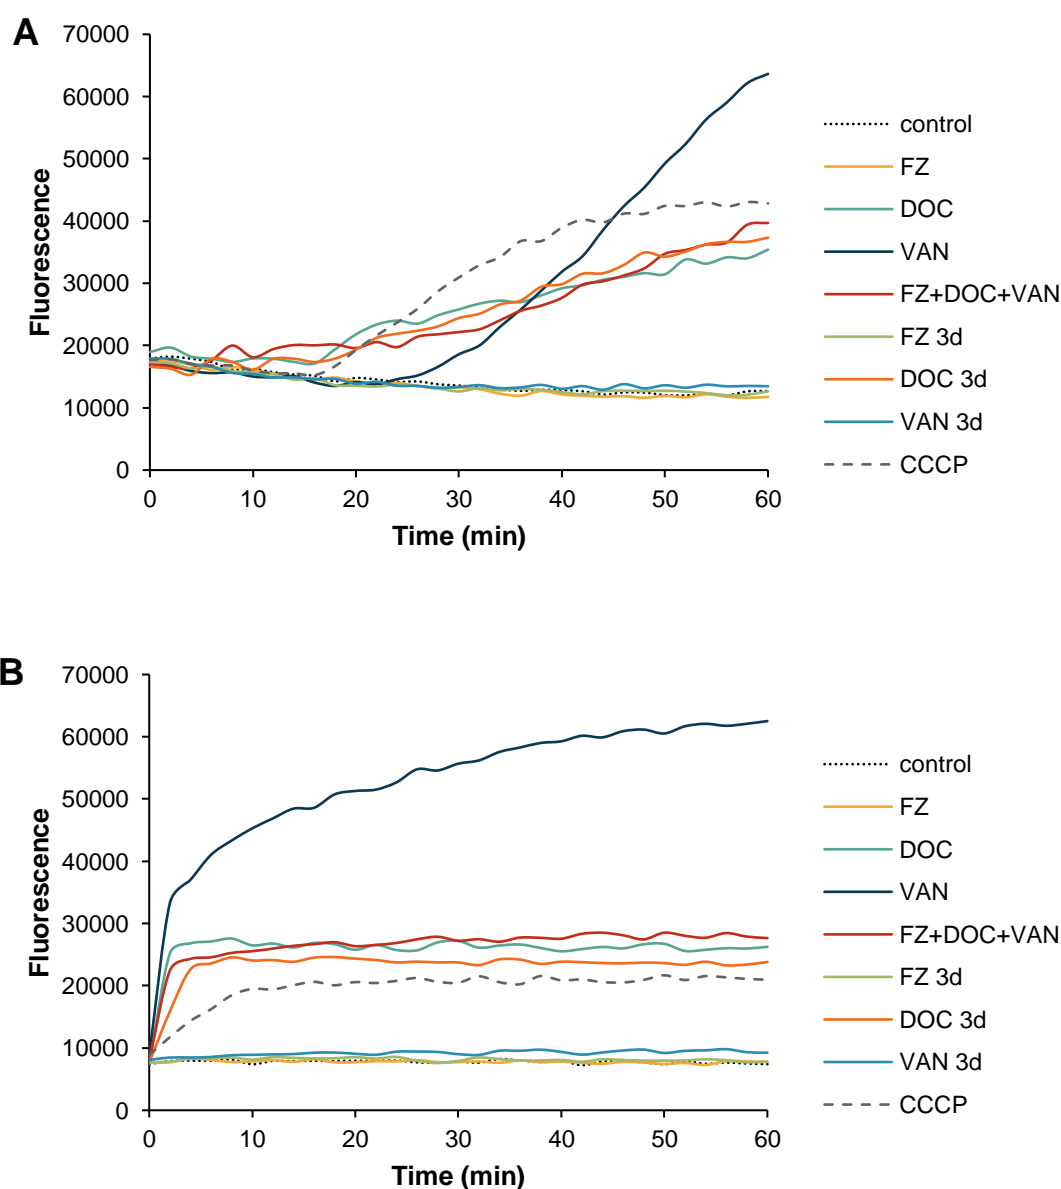 A
70000
60000
50000
40000
30000
20000
10000
0
Fluorescence
0 10 20 30 40 50 60
Time (min)
control
FZ
DOC
VAN
FZ+DOC+VAN
FZ 3d
DOC 3d
VAN 3d
CCCP
B
70000
60000
50000
40000
30000
20000
10000
0
Fluorescence
0 10 20 30 40 50 60
Time (min)
control
FZ
DOC
VAN
FZ+DOC+VAN
FZ 3d
DOC 3d
VAN 3d
CCCP